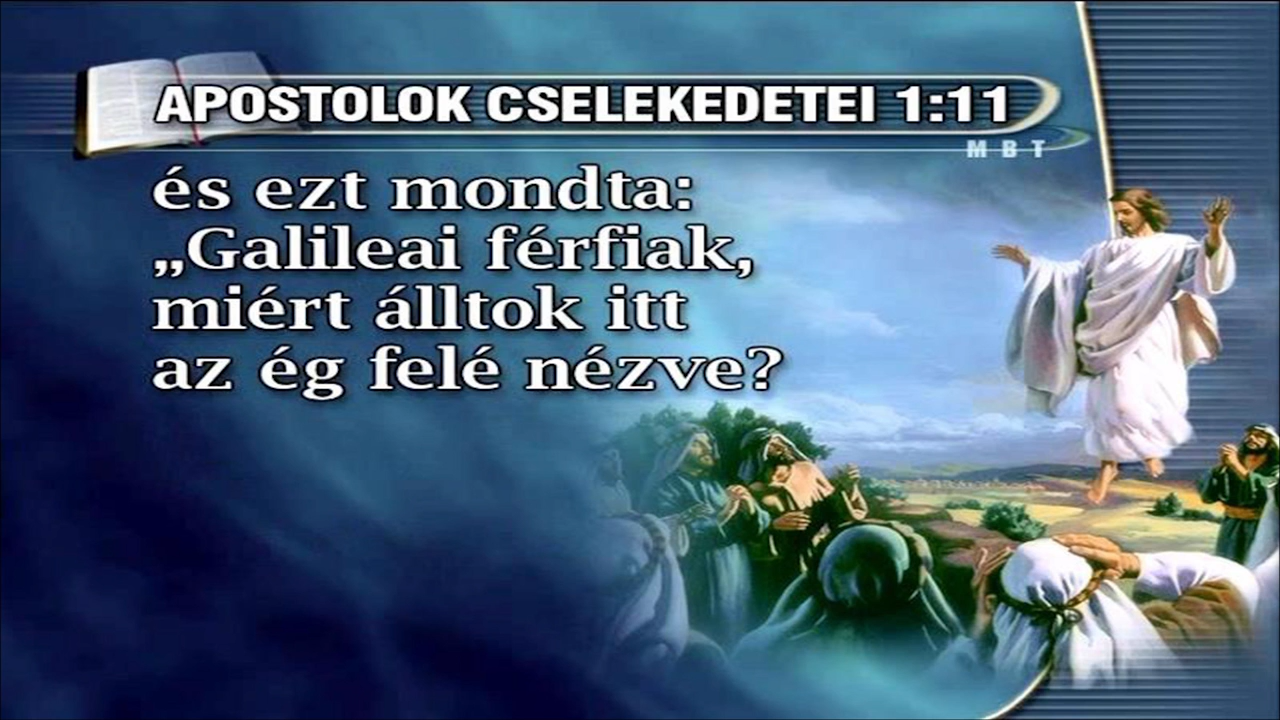 APOSTOLOK CSELEKEDETEI 1:11
MBT
és ezt mondta:
„Galileai férfiak,
miért álltok itt
az ég felé nézve?